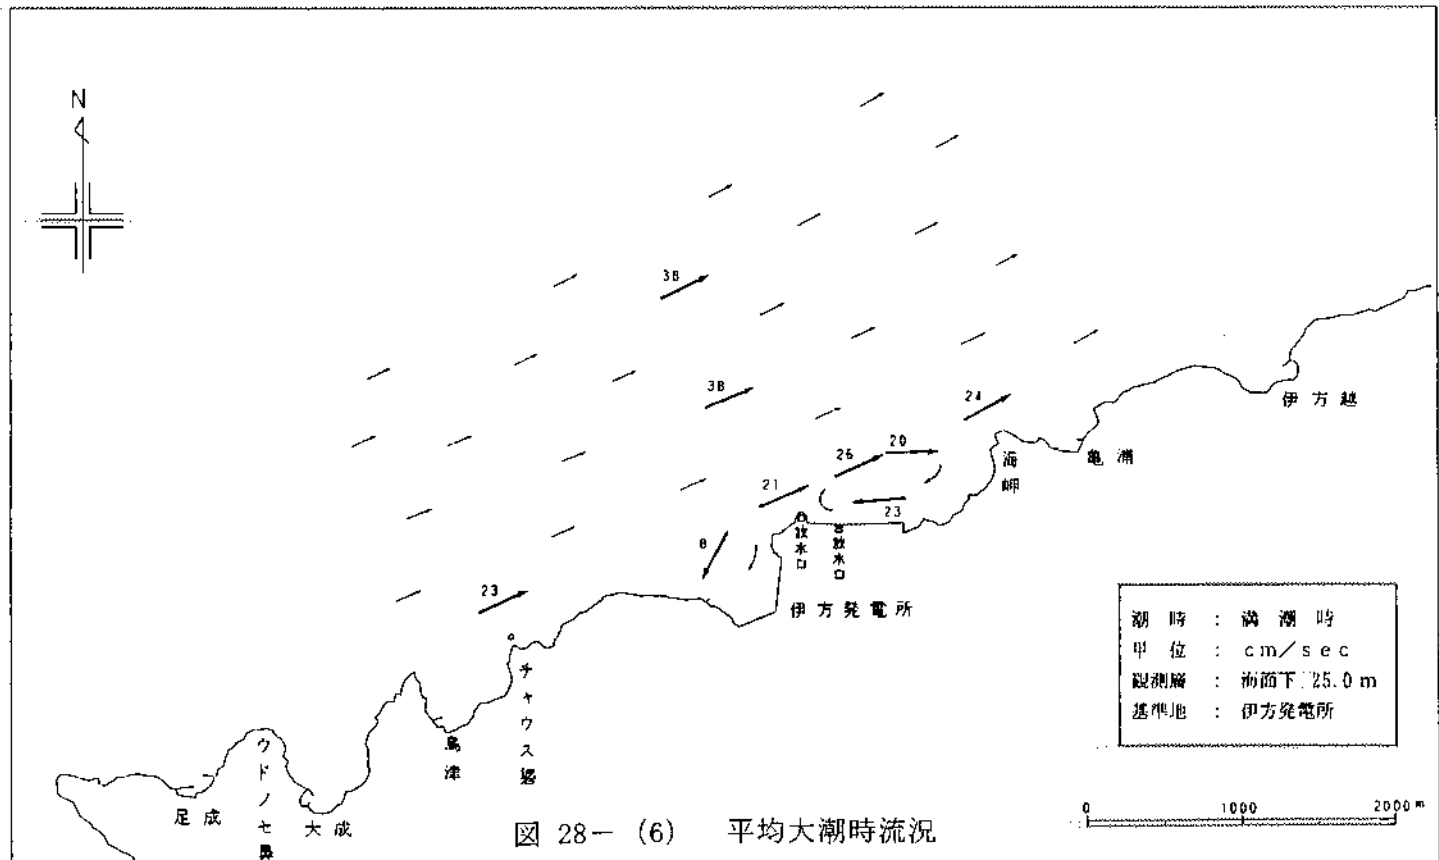 N
38
38
24
20
26
21
23
8
23
伊方越
亀浦
海岬
放水口
放水口
伊方発電所
チャウス碆
鳥津
ウドノセ鼻
足成
大成
潮時 : 満潮時
単位 : cm/sec
観測層 : 海面下 25.0m
基準地 : 伊方発電所
0 1000 2000m
図 28- (6) 平均大潮時流況